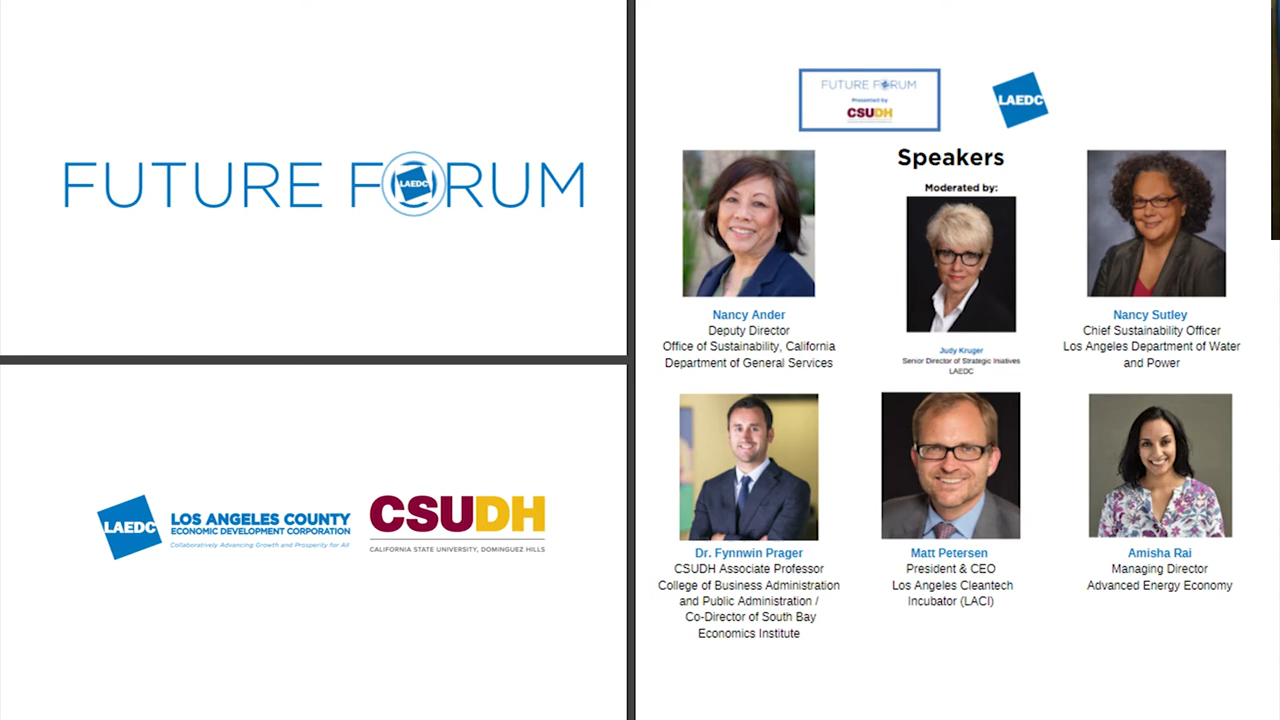 FUTURE FORUM
LAEDC
LAEDC
LOS ANGELES COUNTY
ECONOMIC DEVELOPMENT CORPORATION
Collaboratively Advancing Growth and Prosperity for All
CSUDH
CALIFORNIA STATE UNIVERSITY, DOMINGUEZ HILLS
FUTURE FORUM
Presented by
CSUDH
LAEDC
Speakers
Moderated by:
Nancy Ander
Deputy Director
Office of Sustainability, California
Department of General Services
Judy Kruger
Senior Director of Strategic Iniatives
LAEDC
Nancy Sutley
Chief Sustainability Officer
Los Angeles Department of Water
and Power
Dr. Fynnwin Prager
CSUDH Associate Professor
College of Business Administration
and Public Administration /
Co-Director of South Bay
Economics Institute
Matt Petersen
President & CEO
Los Angeles Cleantech
Incubator (LACI)
Amisha Rai
Managing Director
Advanced Energy Economy